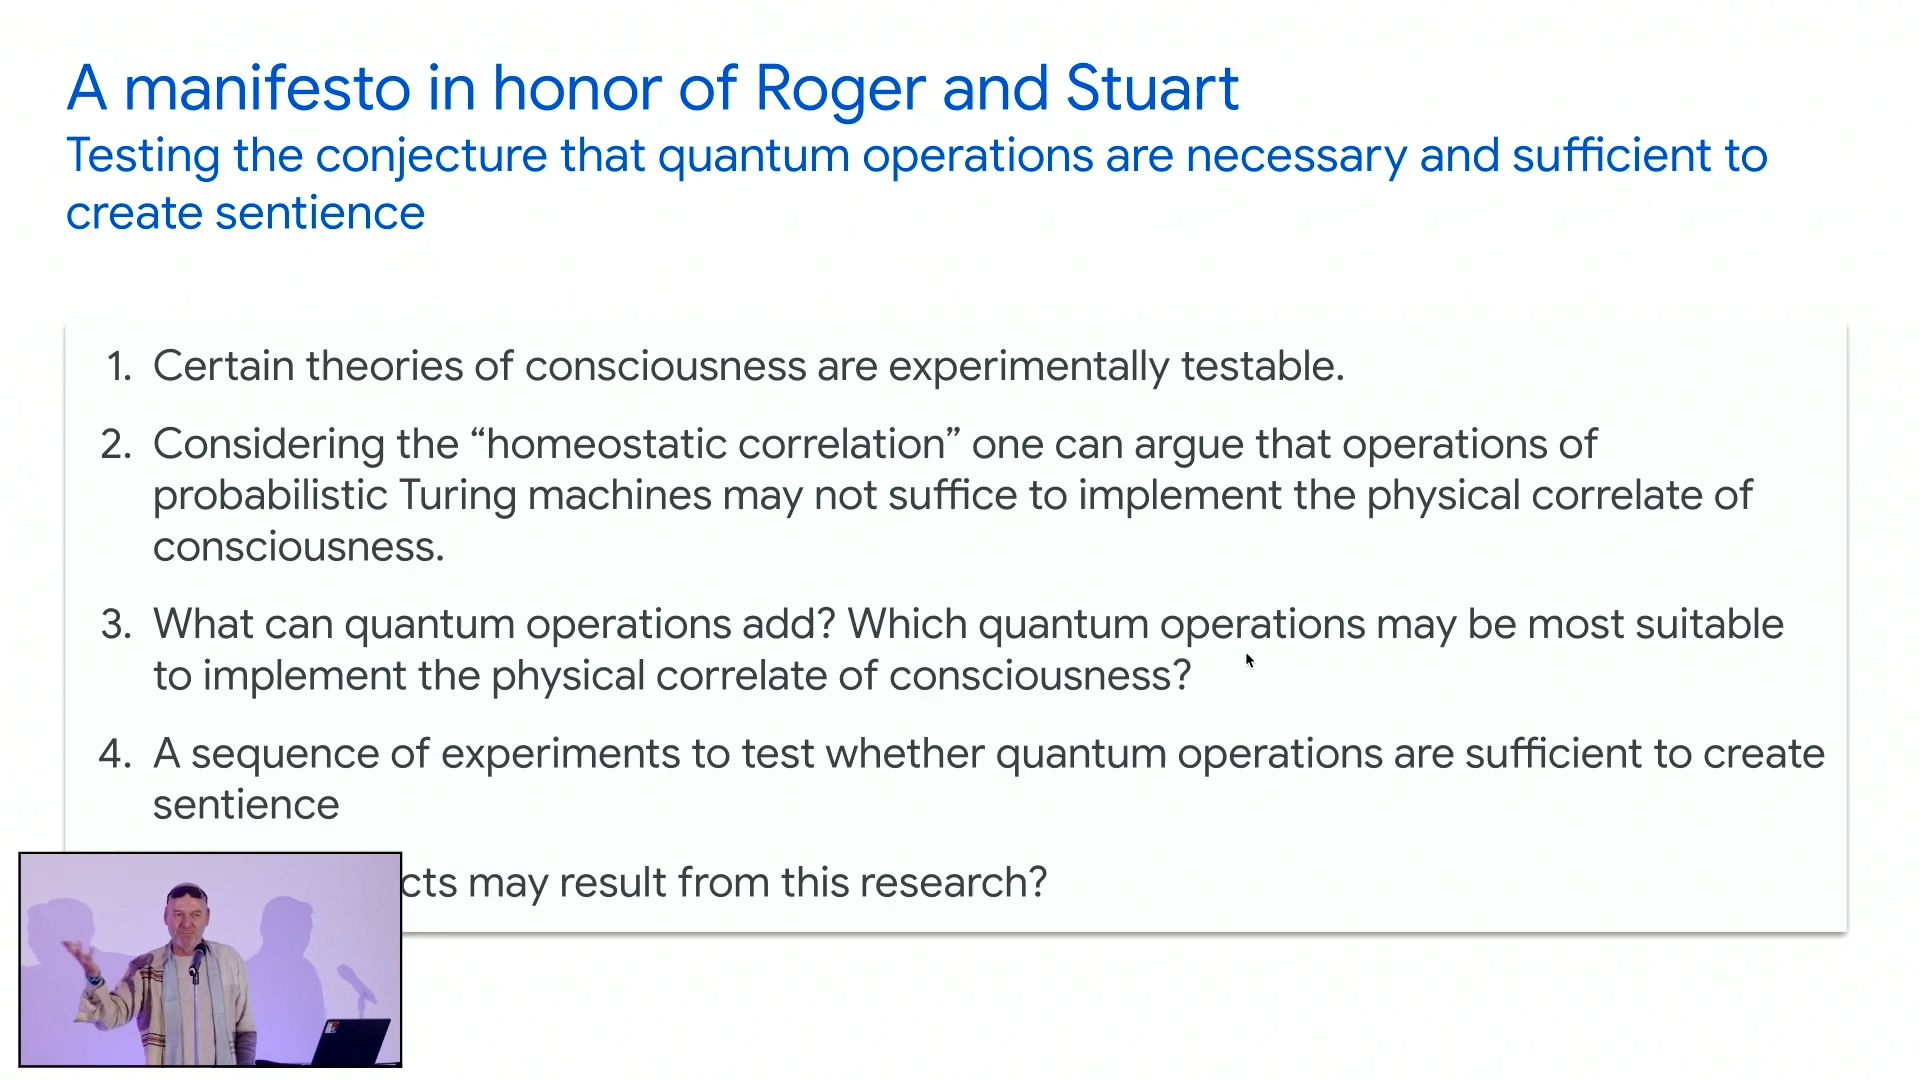 A manifesto in honor of Roger and Stuart
Testing the conjecture that quantum operations are necessary and sufficient to
create sentience
1. Certain theories of consciousness are experimentally testable.
2. Considering the “homeostatic correlation” one can argue that operations of
probabilistic Turing machines may not suffice to implement the physical correlate of
consciousness.
3. What can quantum operations add? Which quantum operations may be most suitable
to implement the physical correlate of consciousness?
4. A sequence of experiments to test whether quantum operations are sufficient to create
sentience
may result from this research?